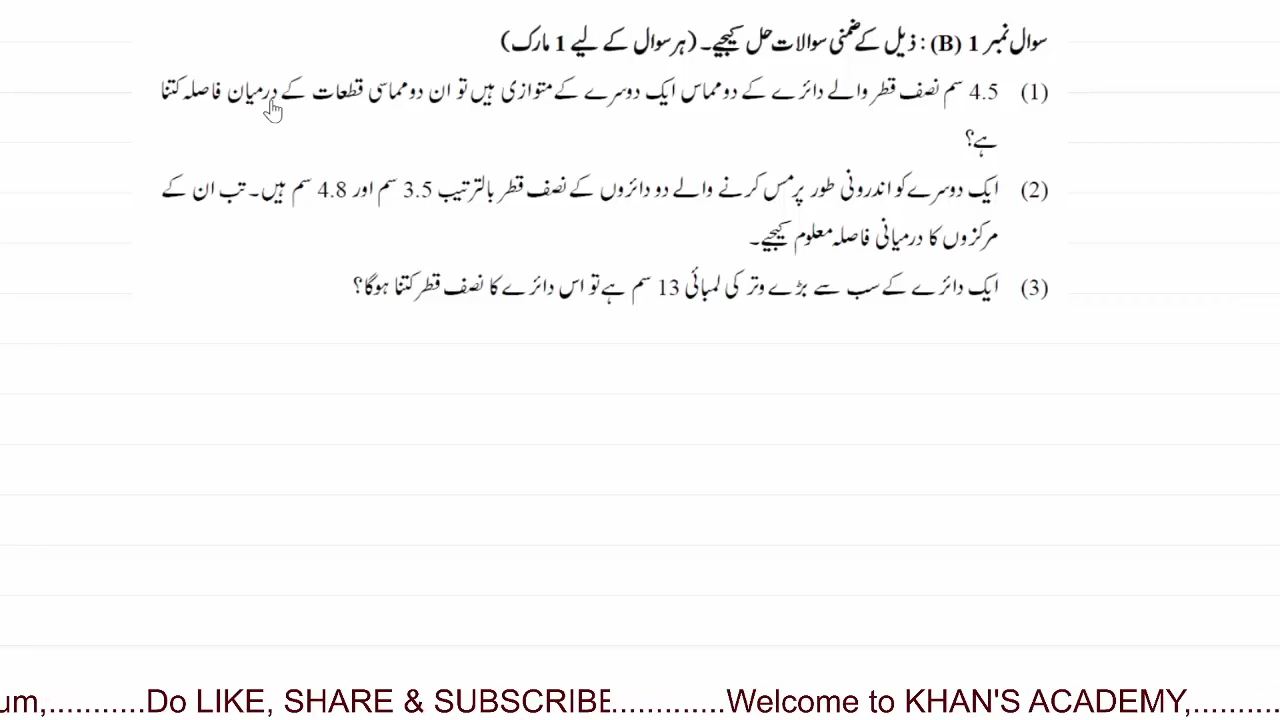 سوال نمبر 1 (B) : ذیل کے ضمنی سوالات حل کیجیے۔ (ہر سوال کے لیے 1 مارک)
(1) 4.5 سم نصف قطر والے دائرے کے دو مماس ایک دوسرے کے متوازی ہیں تو ان دو مماسی قطعات کے درمیان فاصلہ کتنا
ہے؟
(2) ایک دوسرے کو اندرونی طور پر مس کرنے والے دو دائروں کے نصف قطر بالترتیب 3.5 سم اور 4.8 سم ہیں۔ تب ان کے
مرکزوں کا درمیانی فاصلہ معلوم کیجیے۔
(3) ایک دائرے کے سب سے بڑے وتر کی لمبائی 13 سم ہے تو اس دائرے کا نصف قطر کتنا ہوگا؟
um,...........Do LIKE, SHARE & SUBSCRIBE.............Welcome to KHAN'S ACADEMY,..........